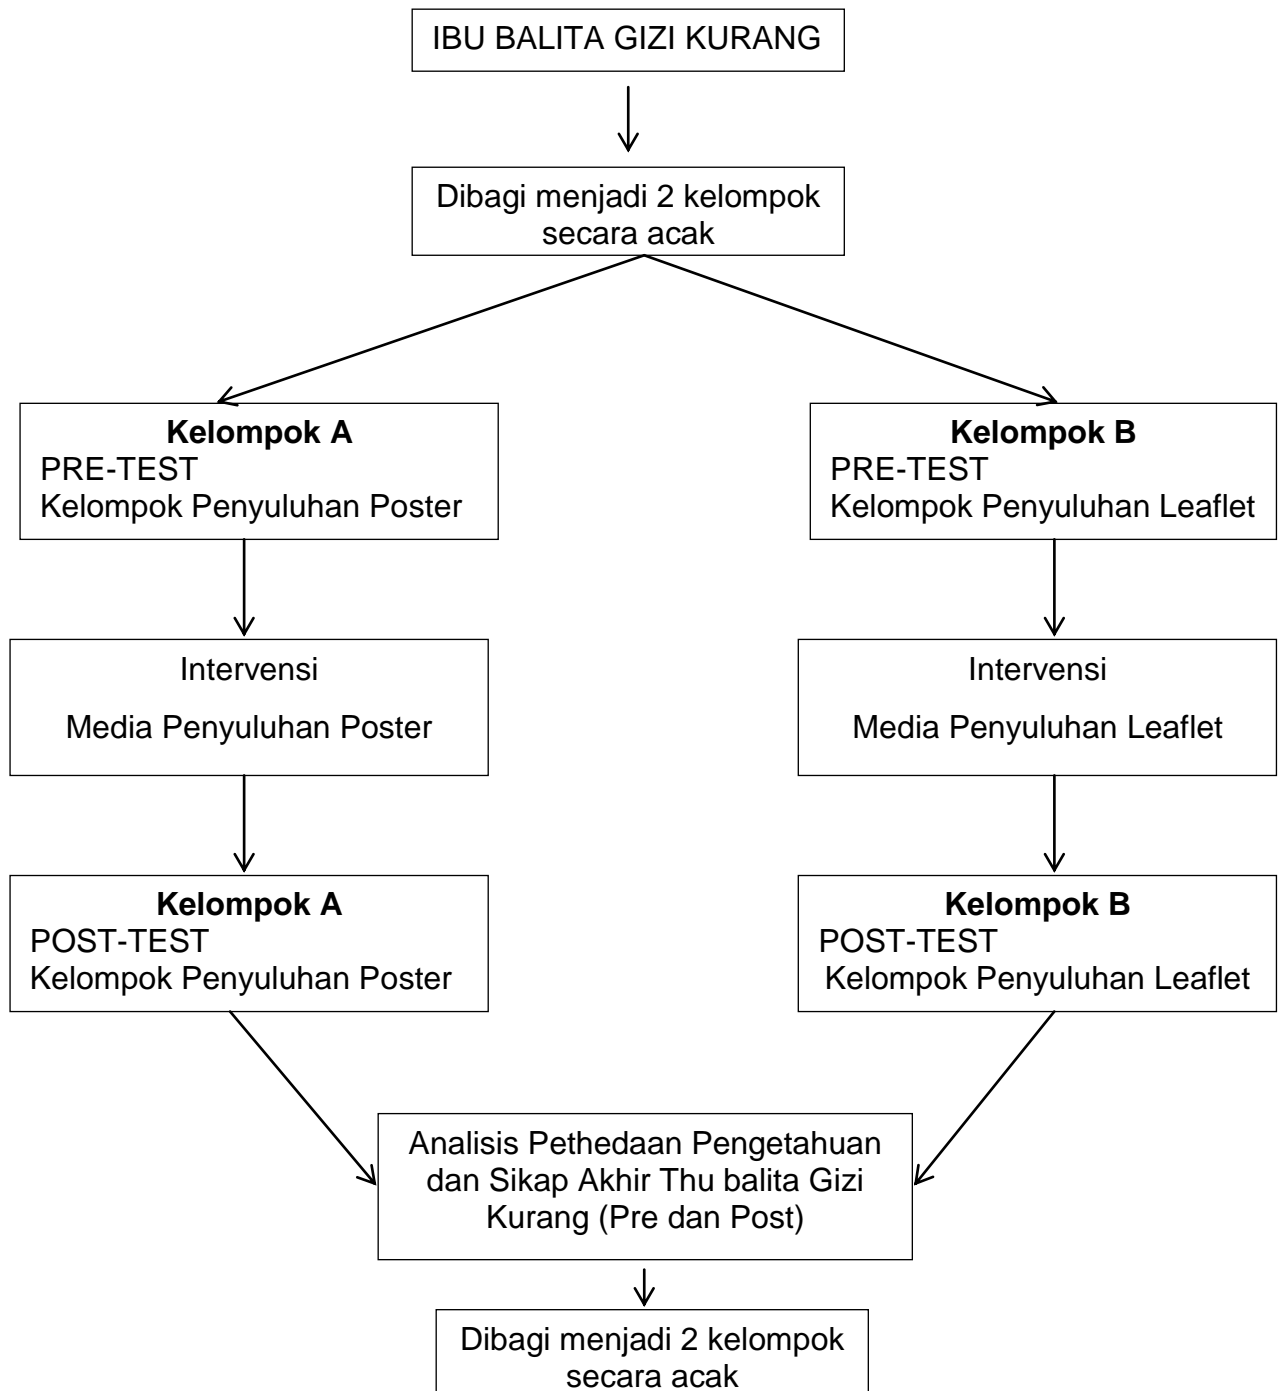 IBU BALITA GIZI KURANG
Dibagi menjadi 2 kelompok
secara acak
Kelompok A
PRE-TEST
Kelompok Penyuluhan Poster
Kelompok B
PRE-TEST
Kelompok Penyuluhan Leaflet
Intervensi
Media Penyuluhan Poster
Intervensi
Media Penyuluhan Leaflet
Kelompok A
POST-TEST
Kelompok Penyuluhan Poster
Kelompok B
POST-TEST
Kelompok Penyuluhan Leaflet
Analisis Pethedaan Pengetahuan
dan Sikap Akhir Thu balita Gizi
Kurang (Pre dan Post)
Dibagi menjadi 2 kelompok
secara acak